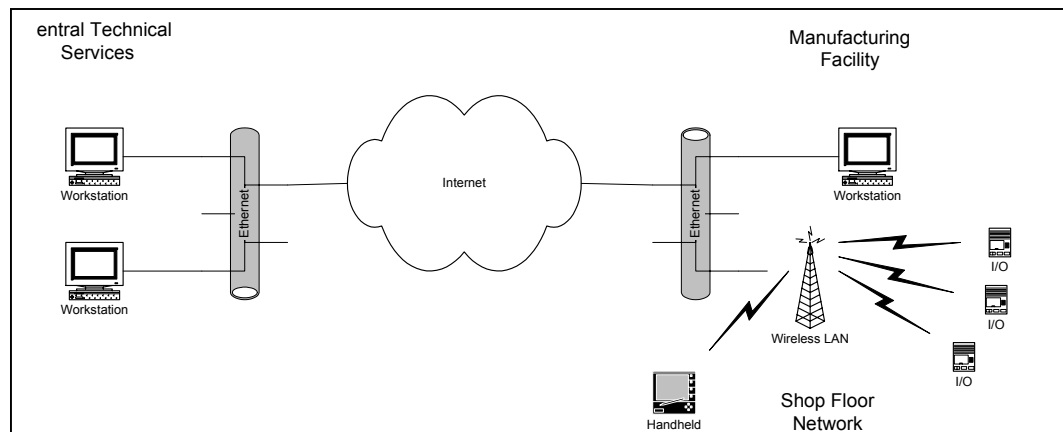 entral Technical
Services
Manufacturing
Facility
Workstation
Workstation
Ethernet
Internet
Ethernet
Workstation
I/O
I/O
I/O
Wireless LAN
Handheld
Shop Floor
Network